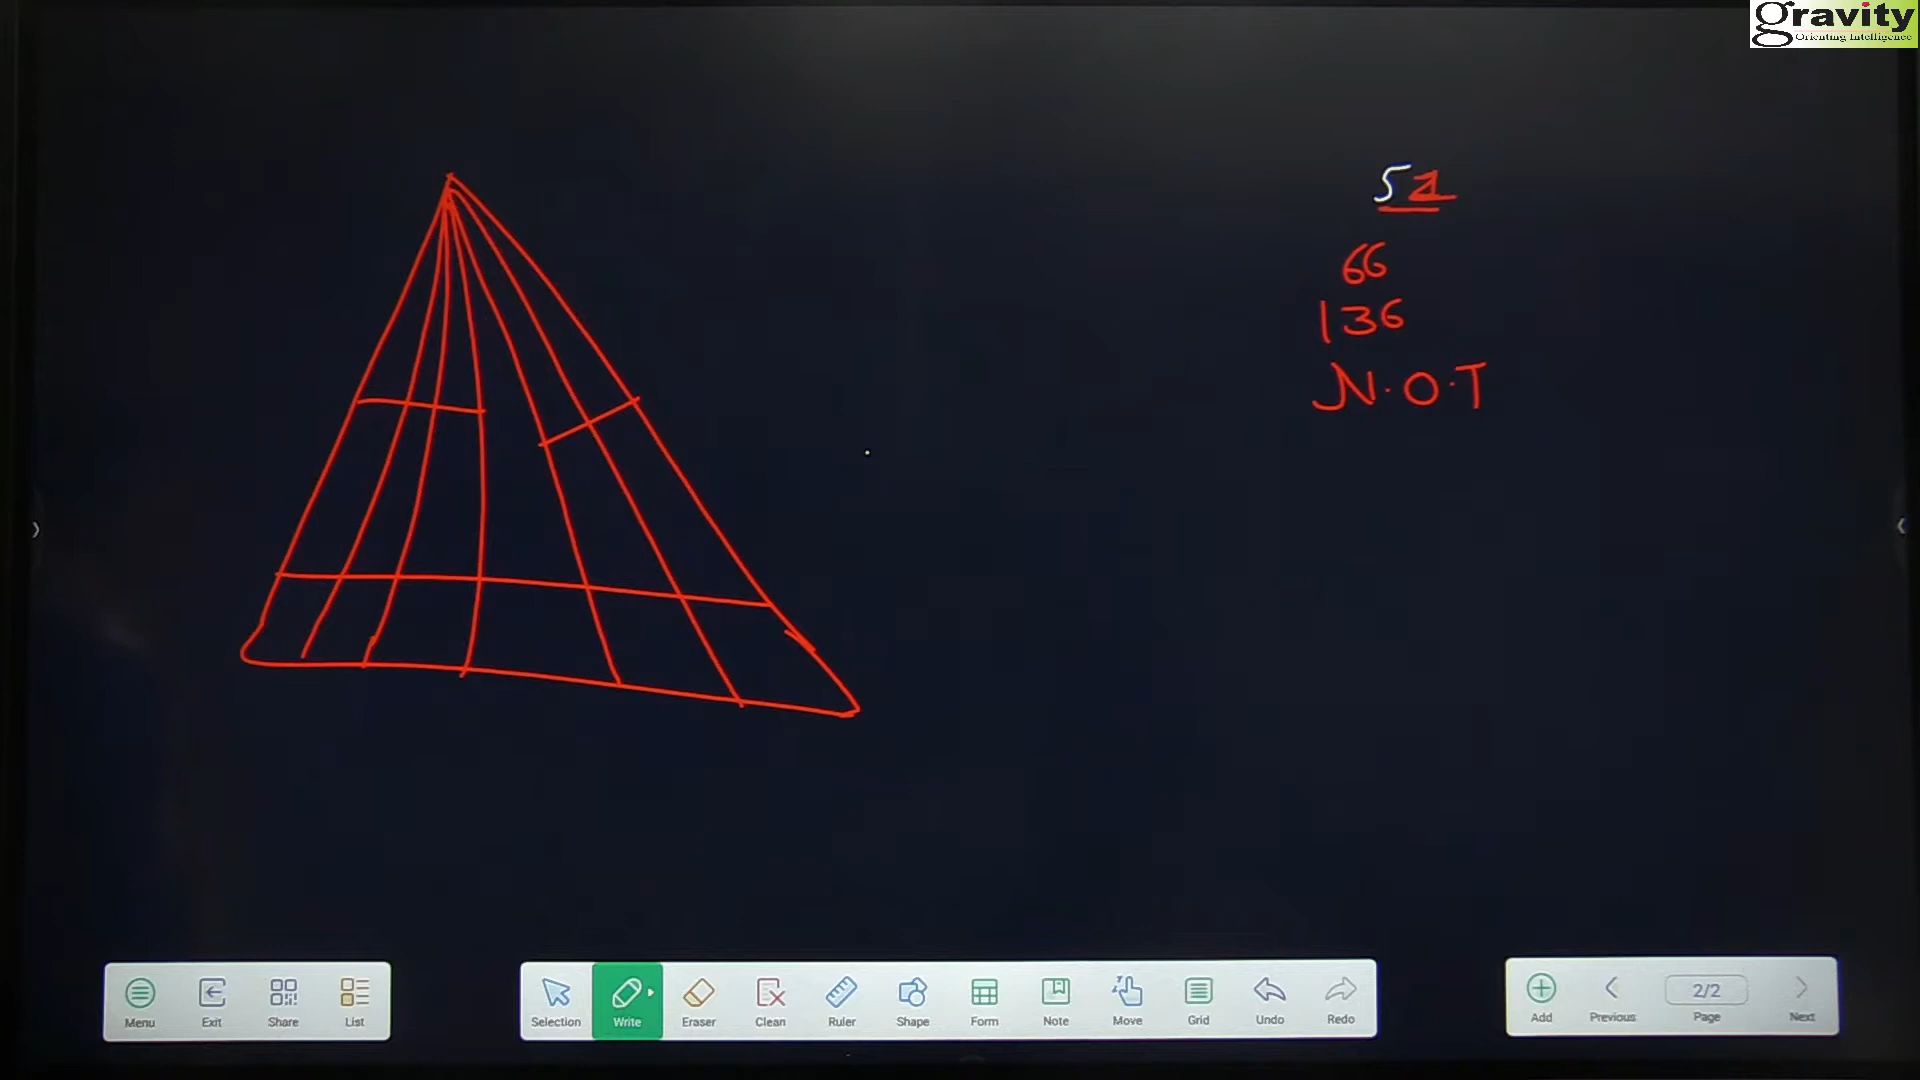 gravity
Orienting Intelligence
51
66
136
N.O.T
Menu
Exit
Share
List
Selection
Write
Eraser
Clean
Ruler
Shape
Form
Note
Move
Grid
Undo
Redo
Add
Previous
2/2
Page
Next